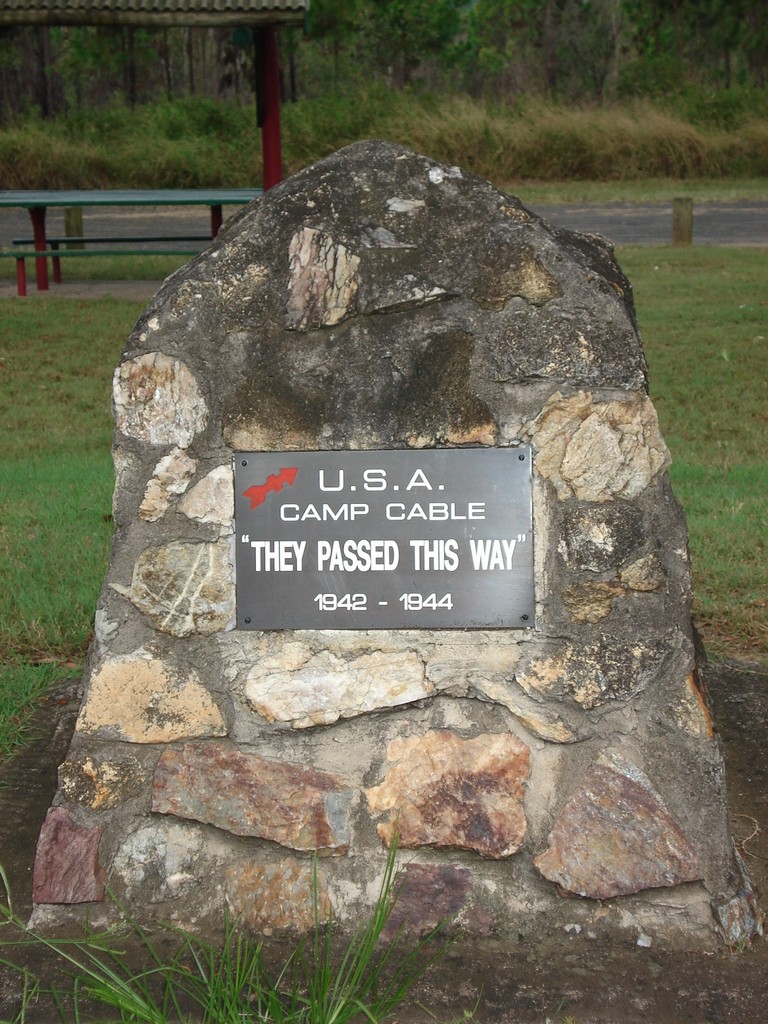 U.S.A.
CAMP CABLE
"THEY PASSED THIS WAY"
1942 - 1944